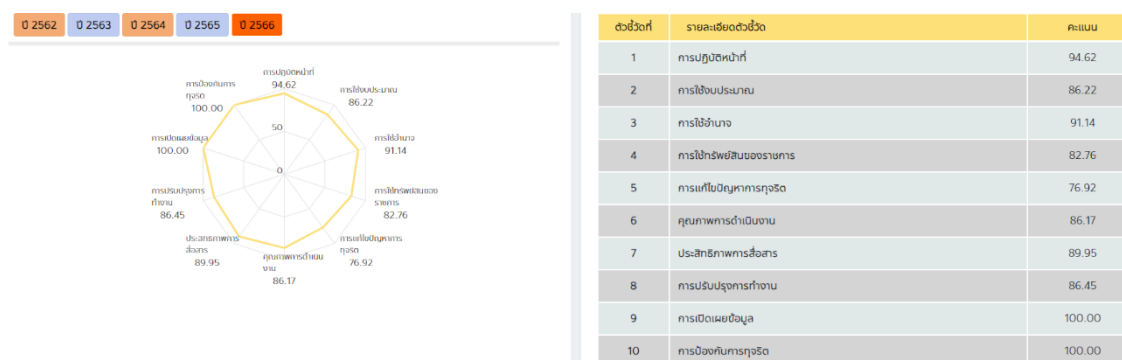 ปี 2562 ปี 2563 ปี 2564 ปี 2565 ปี 2566
การปฏิบัติหน้าที่
94.62
การใช้งบประมาณ
86.22
การใช้อำนาจ
91.14
การใช้ทรัพย์สินของ
ราชการ
82.76
การแก้ไขปัญหาการ
ทุจริต
76.92
คุณภาพการดำเนิน
งาน
86.17
ประสิทธิภาพการ
สื่อสาร
89.95
การปรับปรุงการ
ทำงาน
86.45
การเปิดเผยข้อมูล
100.00
การป้องกันการ
ทุจริต
100.00
50
0
ตัวชี้วัดที่ รายละเอียดตัวชี้วัด คะแนน
1 การปฏิบัติหน้าที่ 94.62
2 การใช้งบประมาณ 86.22
3 การใช้อำนาจ 91.14
4 การใช้ทรัพย์สินของราชการ 82.76
5 การแก้ไขปัญหาการทุจริต 76.92
6 คุณภาพการดำเนินงาน 86.17
7 ประสิทธิภาพการสื่อสาร 89.95
8 การปรับปรุงการทำงาน 86.45
9 การเปิดเผยข้อมูล 100.00
10 การป้องกันการทุจริต 100.00